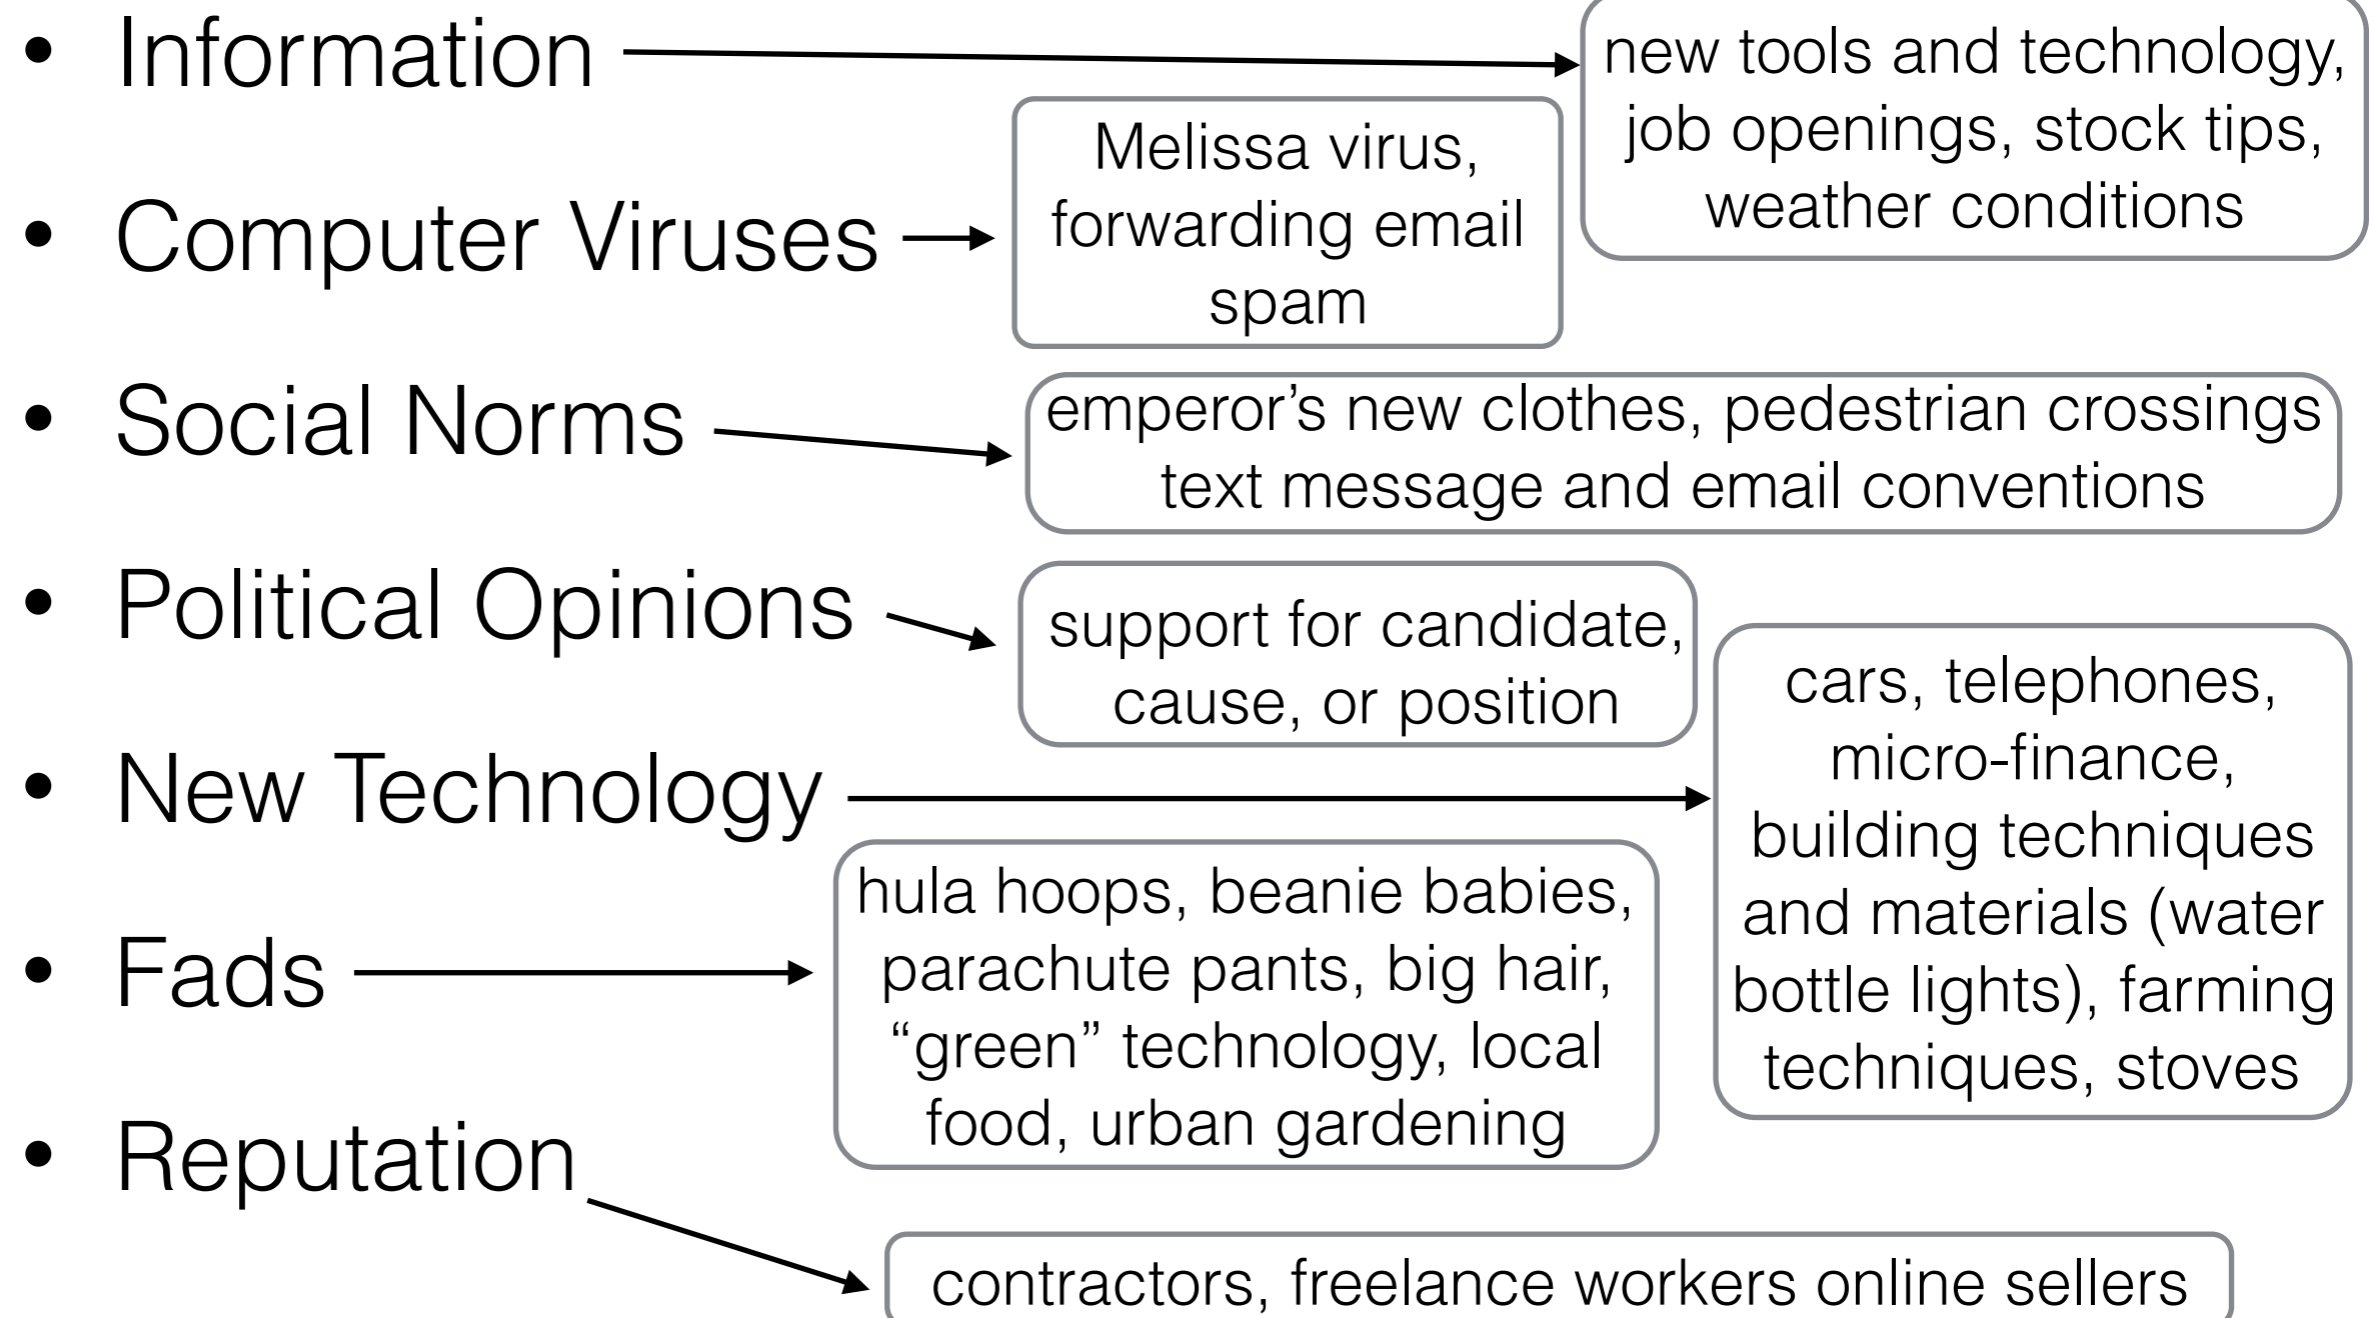 • Information
new tools and technology,
job openings, stock tips,
weather conditions
• Computer Viruses
Melissa virus,
forwarding email
spam
• Social Norms
emperor’s new clothes, pedestrian crossings
text message and email conventions
• Political Opinions
support for candidate,
cause, or position
• New Technology
cars, telephones,
micro-finance,
building techniques
and materials (water
bottle lights), farming
techniques, stoves
• Fads
hula hoops, beanie babies,
parachute pants, big hair,
“green” technology, local
food, urban gardening
• Reputation
contractors, freelance workers online sellers